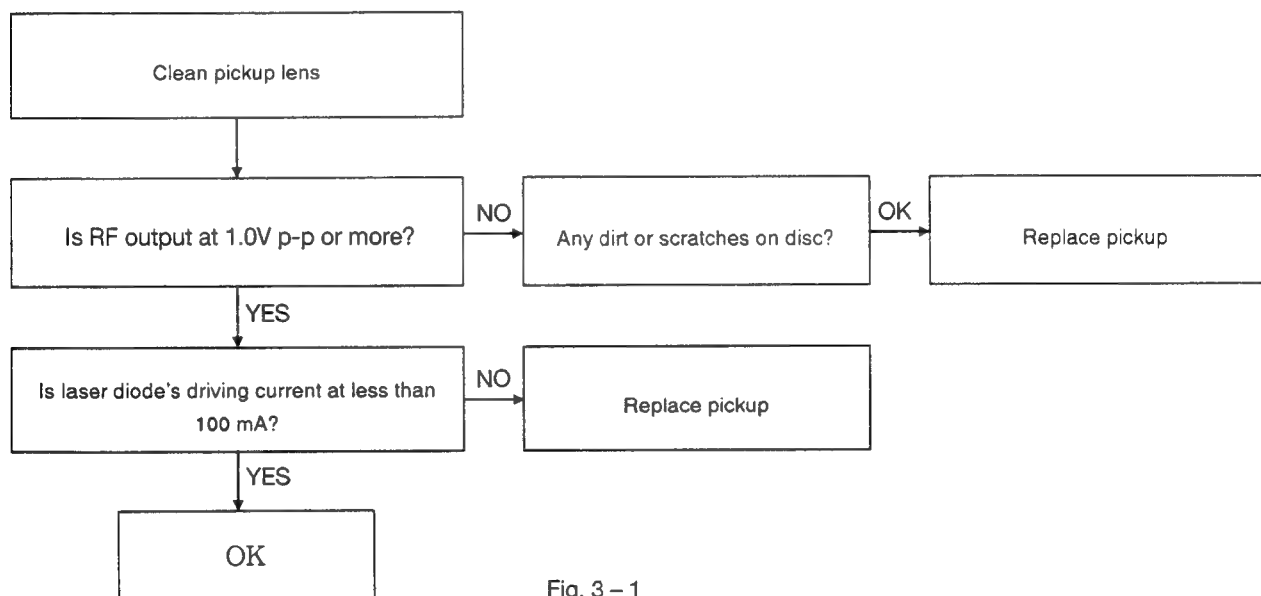 Clean pickup lens
Is RF output at 1.0V p-p or more?
NO
Any dirt or scratches on disc?
OK
Replace pickup
YES
Is laser diode's driving current at less than
100 mA?
NO
Replace pickup
YES
OK
Fig. 3 – 1